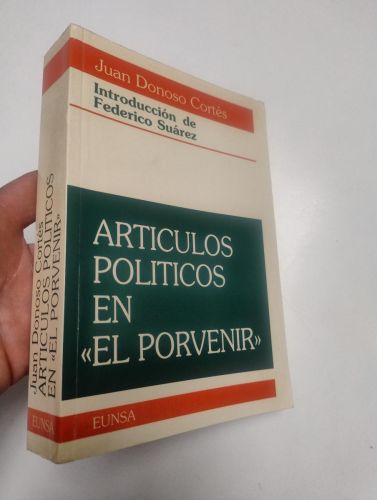 Juan Donoso Cortés
Introducción de
Federico Suárez
ARTICULOS
POLITICOS
EN
«EL PORVENIR»
EUNSA
Juan Donoso Cortés
ARTICULOS POLITICOS
EN «EL PORVENIR»
EUNSA